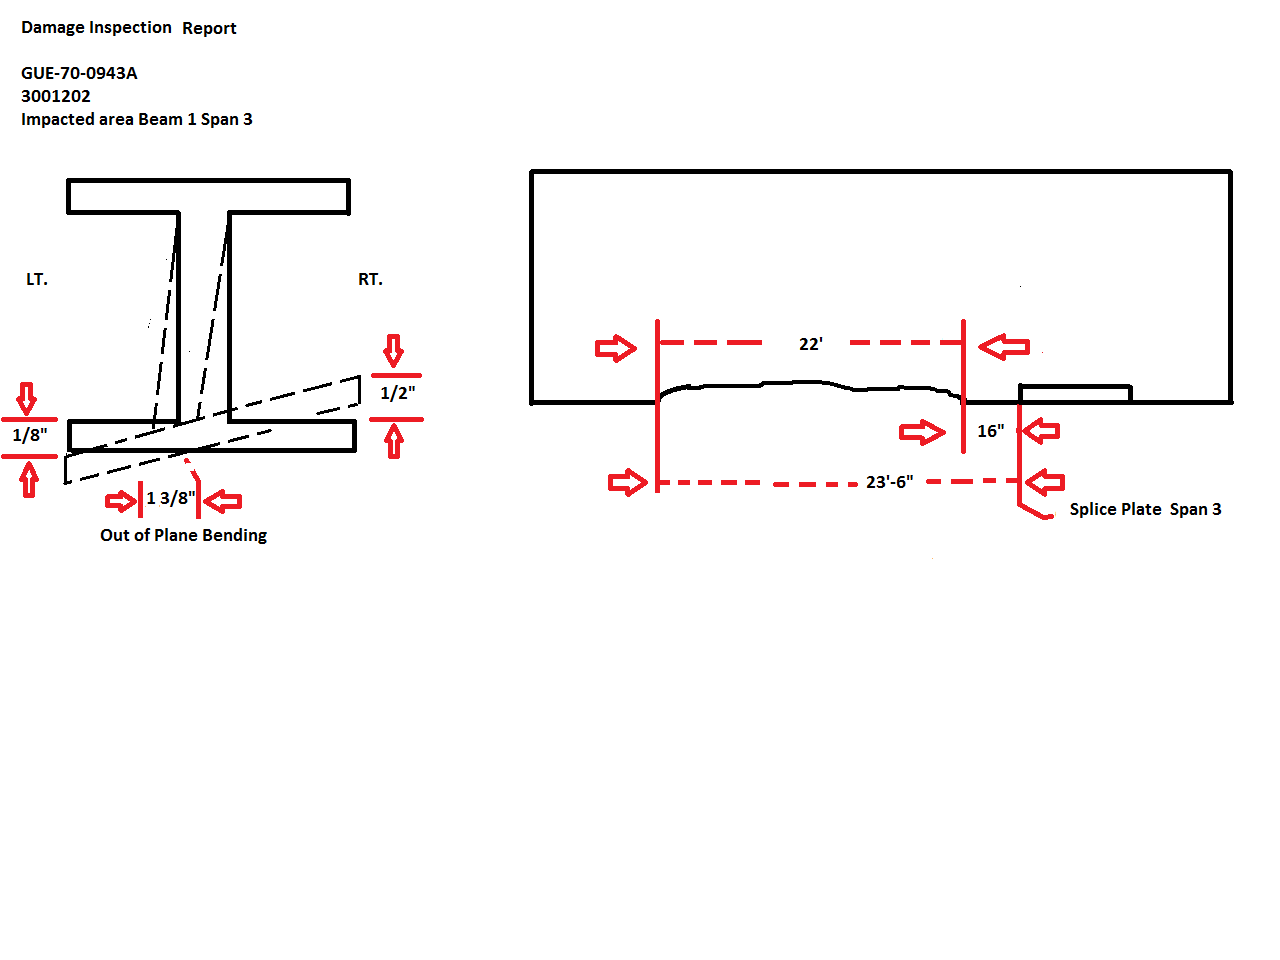 Damage Inspection Report
GUE-70-0943A
3001202
Impacted area Beam 1 Span 3
LT.
RT.
1/2"
1/8"
1 3/8"
Out of Plane Bending
22'
16"
23'-6"
Splice Plate Span 3